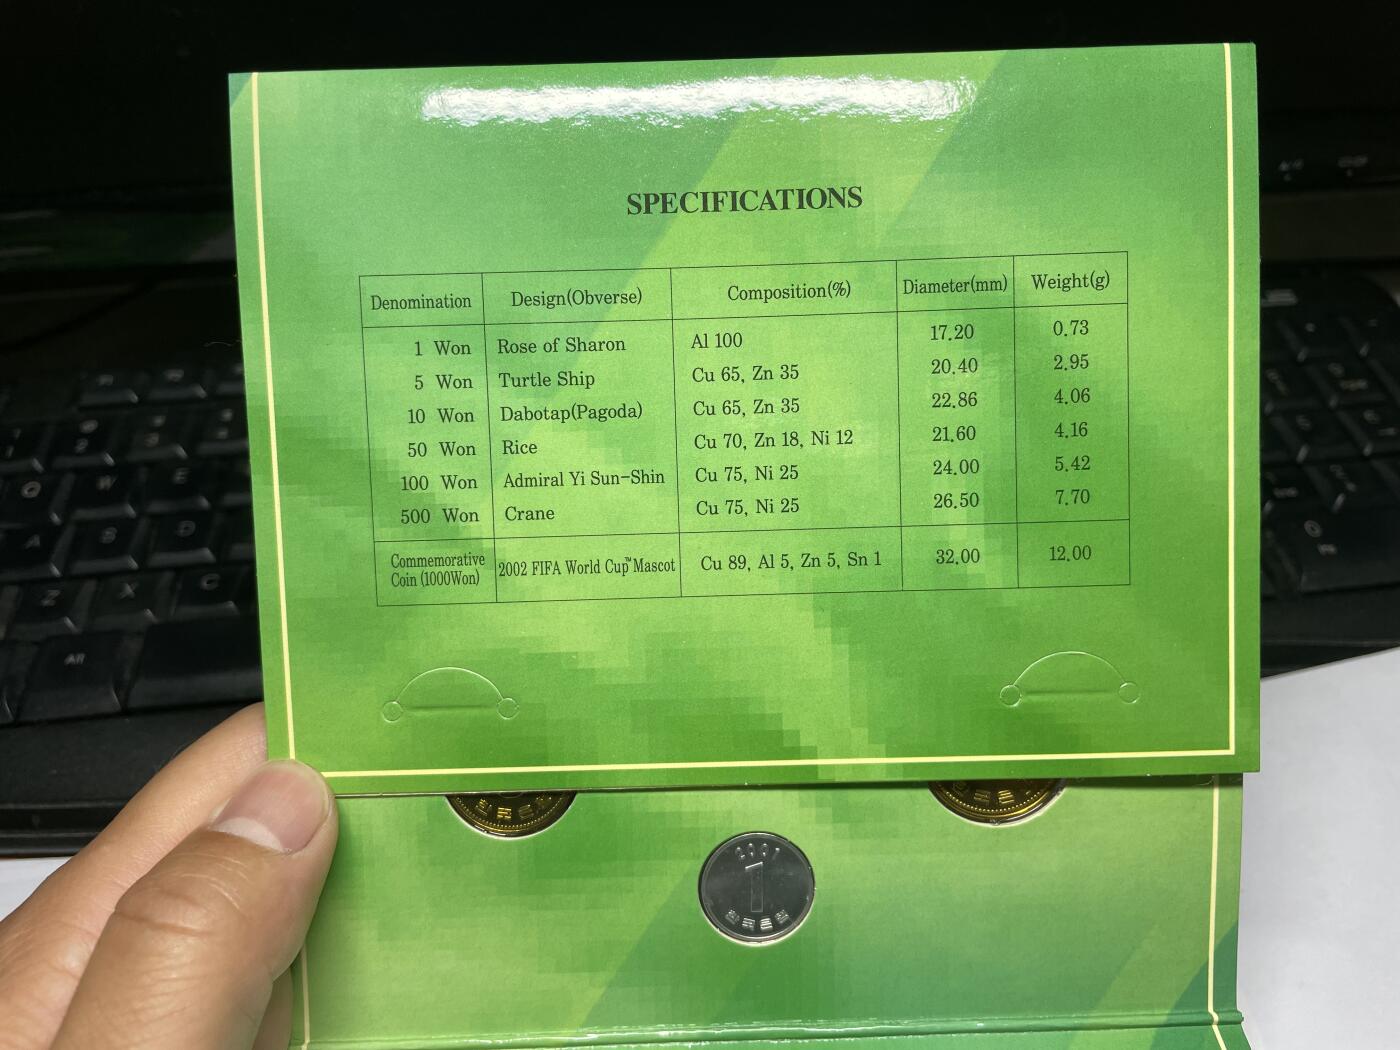 SPECIFICATIONS
Denomination Design(Obverse) Composition(%) Diameter(mm) Weight(g)
1 Won Rose of Sharon Al 100 17.20 0.73
5 Won Turtle Ship Cu 65, Zn 35 20.40 2.95
10 Won Dabotap(Pagoda) Cu 65, Zn 35 22.86 4.06
50 Won Rice Cu 70, Zn 18, Ni 12 21.60 4.16
100 Won Admiral Yi Sun-Shin Cu 75, Ni 25 24.00 5.42
500 Won Crane Cu 75, Ni 25 26.50 7.70
Commemorative Coin (1000Won) 2002 FIFA World Cup™ Mascot Cu 89, Al 5, Zn 5, Sn 1 32.00 12.00
2001
1
한국은행